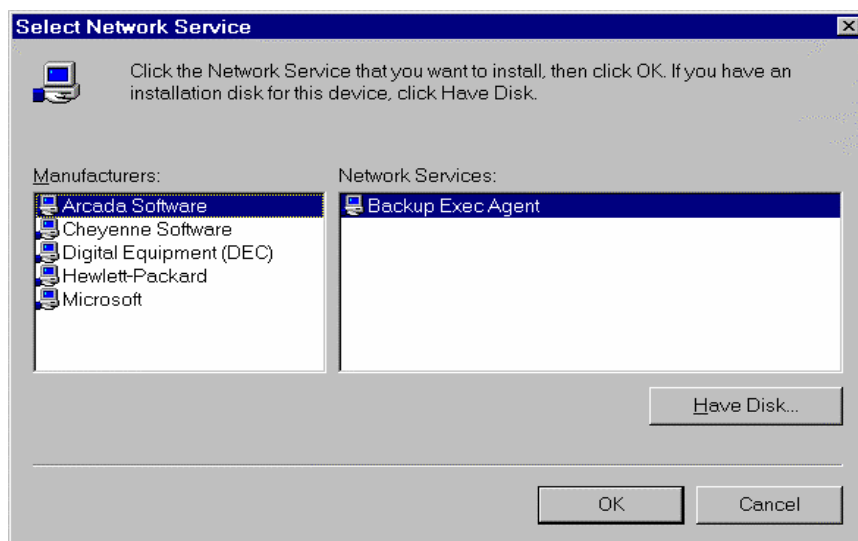 Select Network Service
Click the Network Service that you want to install, then click OK. If you have an
installation disk for this device, click Have Disk.
Manufacturers:
Arcada Software
Cheyenne Software
Digital Equipment (DEC)
Hewlett-Packard
Microsoft
Network Services:
Backup Exec Agent
Have Disk...
OK
Cancel